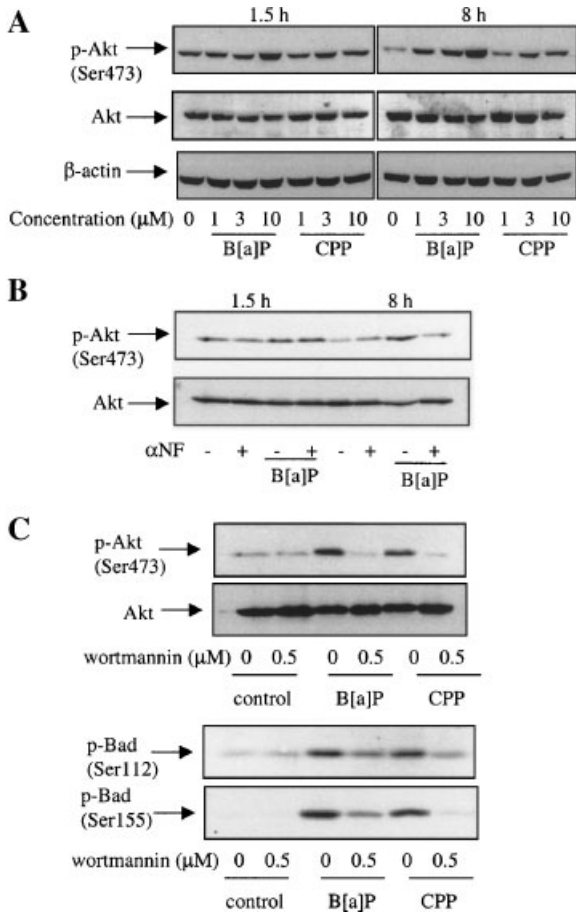 A
1.5 h 8 h
p-Akt
(Ser473)
Akt
β-actin
Concentration (μM) 0 1 3 10 1 3 10 0 1 3 10 1 3 10
B[a]P CPP B[a]P CPP
B
1.5 h 8 h
p-Akt
(Ser473)
Akt
αNF - + - + - + - +
B[a]P B[a]P
C
p-Akt
(Ser473)
Akt
wortmannin (μM) 0 0.5 0 0.5 0 0.5
control B[a]P CPP
p-Bad
(Ser112)
p-Bad
(Ser155)
wortmannin (μM) 0 0.5 0 0.5 0 0.5
control B[a]P CPP